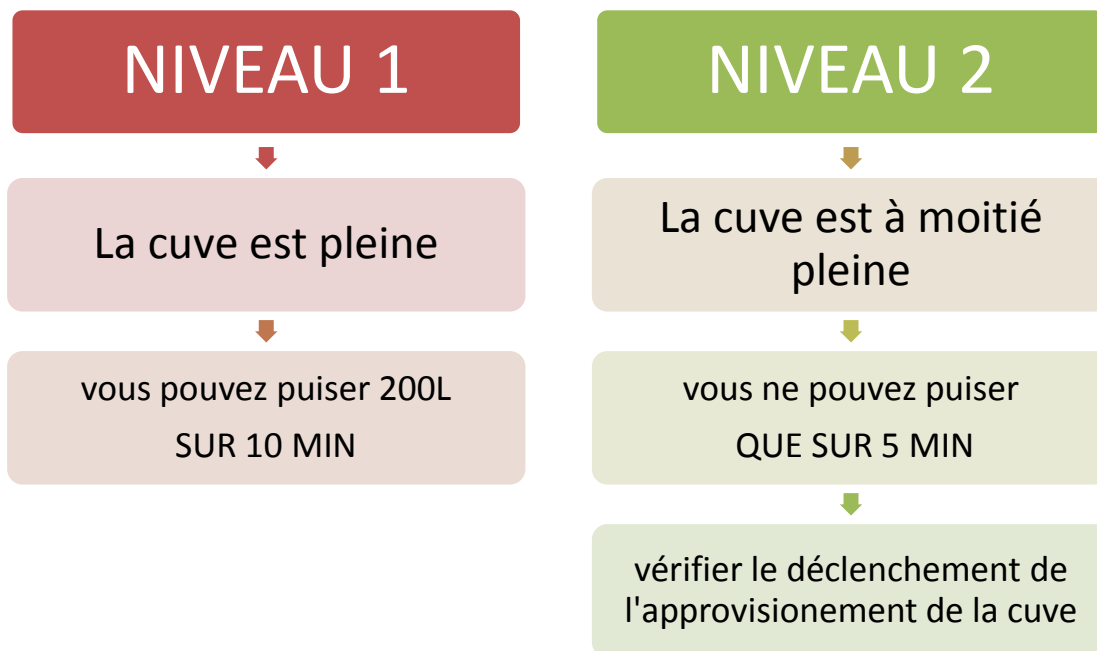 NIVEAU 1
La cuve est pleine
vous pouvez puiser 200L
SUR 10 MIN
NIVEAU 2
La cuve est à moitié
pleine
vous ne pouvez puiser
QUE SUR 5 MIN
vérifier le déclenchement de
l'approvisionement de la cuve